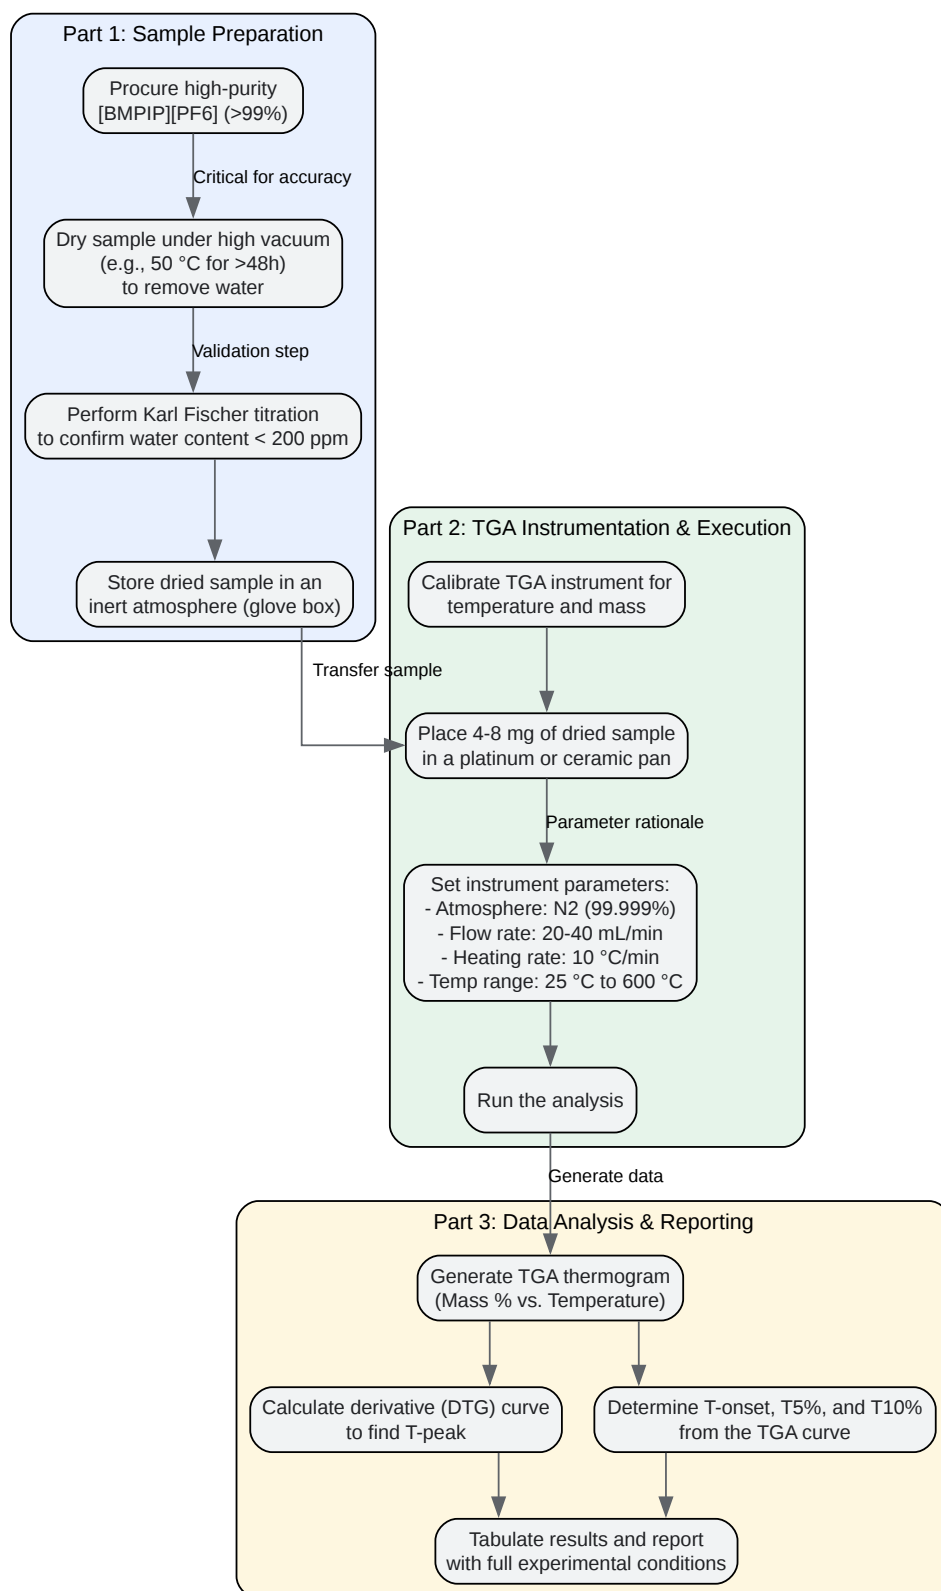 Part 1: Sample Preparation
Procure high-purity
[BMPIP][PF6] (>99%)
Critical for accuracy
Dry sample under high vacuum
(e.g., 50 °C for >48h)
to remove water
Validation step
Perform Karl Fischer titration
to confirm water content < 200 ppm
Store dried sample in an
inert atmosphere (glove box)
Transfer sample
Part 2: TGA Instrumentation & Execution
Calibrate TGA instrument for
temperature and mass
Place 4-8 mg of dried sample
in a platinum or ceramic pan
Parameter rationale
Set instrument parameters:
- Atmosphere: N2 (99.999%)
- Flow rate: 20-40 mL/min
- Heating rate: 10 °C/min
- Temp range: 25 °C to 600 °C
Run the analysis
Generate data
Part 3: Data Analysis & Reporting
Generate TGA thermogram
(Mass % vs. Temperature)
Calculate derivative (DTG) curve
to find T-peak
Determine T-onset, T5%, and T10%
from the TGA curve
Tabulate results and report
with full experimental conditions